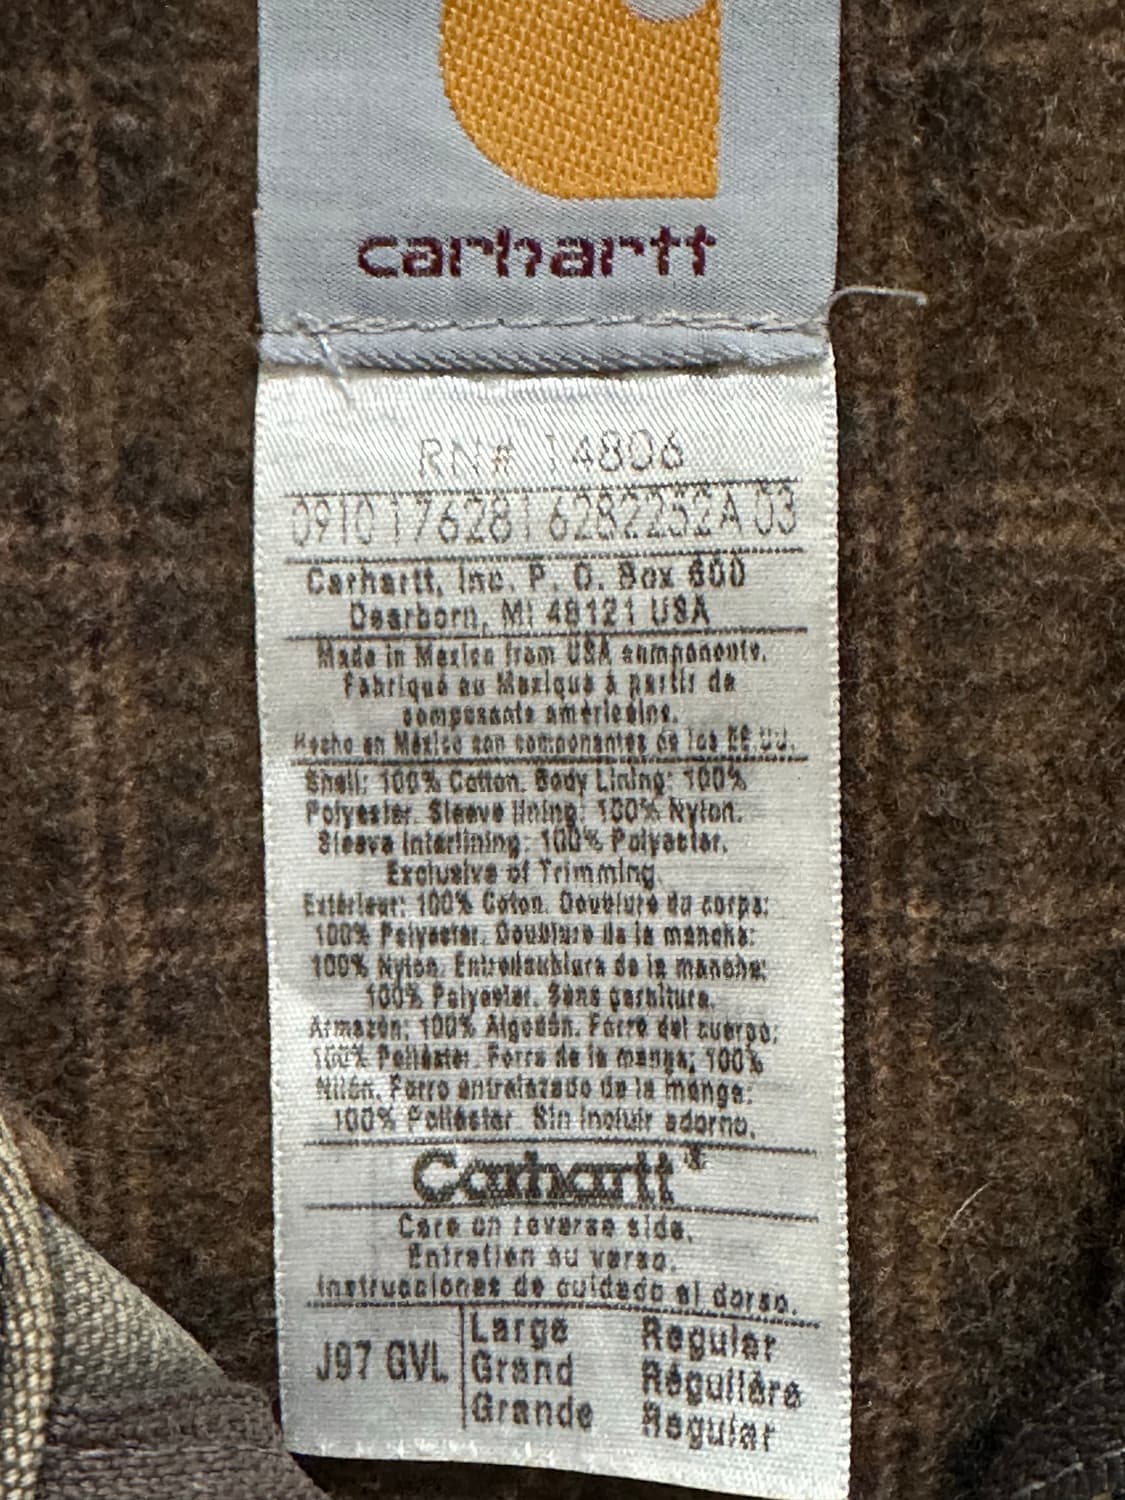 carhartt
RN# 14806
0910 1762816282252A 03
Carhartt, Inc. P. O. Box 600
Dearborn, MI 48121 USA
Made in Mexico from USA components.
Fabriqué au Mexique à partir de
composants américains.
Hecho en México con componentes de los EE.UU.
Shell: 100% Cotton. Body Lining: 100%
Polyester. Sleeve lining: 100% Nylon.
Sleeve Interlining: 100% Polyester.
Exclusive of Trimming.
Extérieur: 100% Coton. Doublure du corps:
100% Polyester. Doublure de la manche:
100% Nylon. Entredoublure de la manche:
100% Polyester. Sans garniture.
Armazón: 100% Algodón. Forro del cuerpo:
100% Poliéster. Forro de la manga: 100%
Nilón. Forro entrelazado de la manga:
100% Poliéster. Sin incluir adorno.
Carhartt®
Care on reverse side.
Entretien au verso.
Instrucciones de cuidado al dorso.
J97 GVL Large Regular
Grand Régulière
Grande Regular